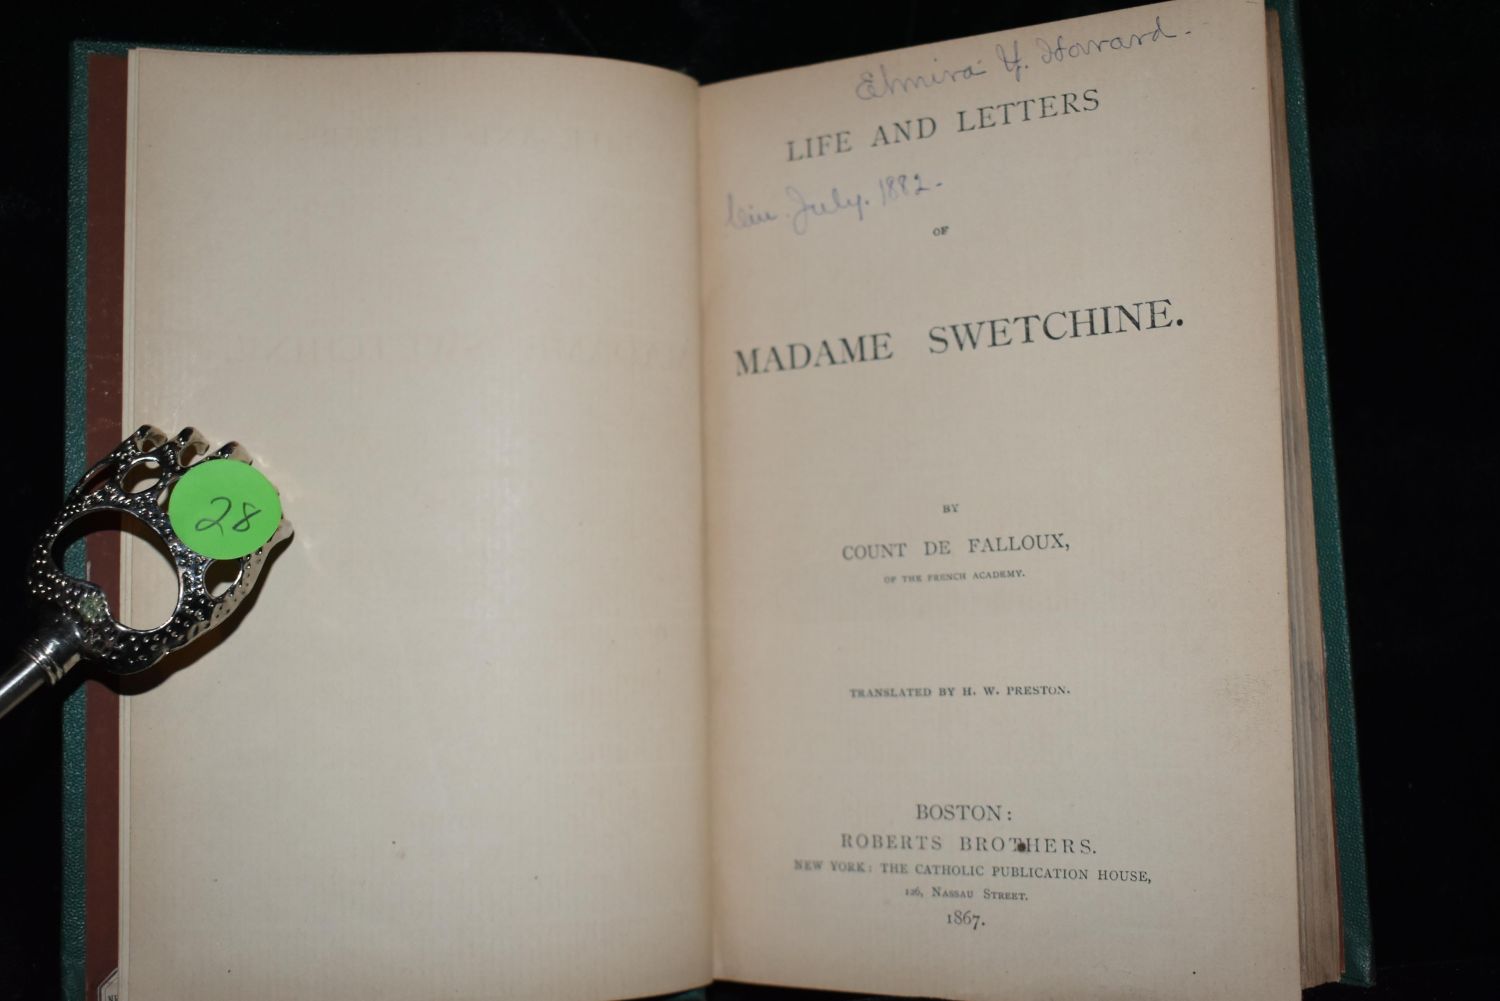 Elmira Y. Howard.
LIFE AND LETTERS
Cin. July. 1882.
OF
MADAME SWETCHINE.
BY
COUNT DE FALLOUX,
OF THE FRENCH ACADEMY.
TRANSLATED BY H. W. PRESTON.
BOSTON:
ROBERTS BROTHERS.
NEW YORK: THE CATHOLIC PUBLICATION HOUSE,
126, NASSAU STREET.
1867.
28